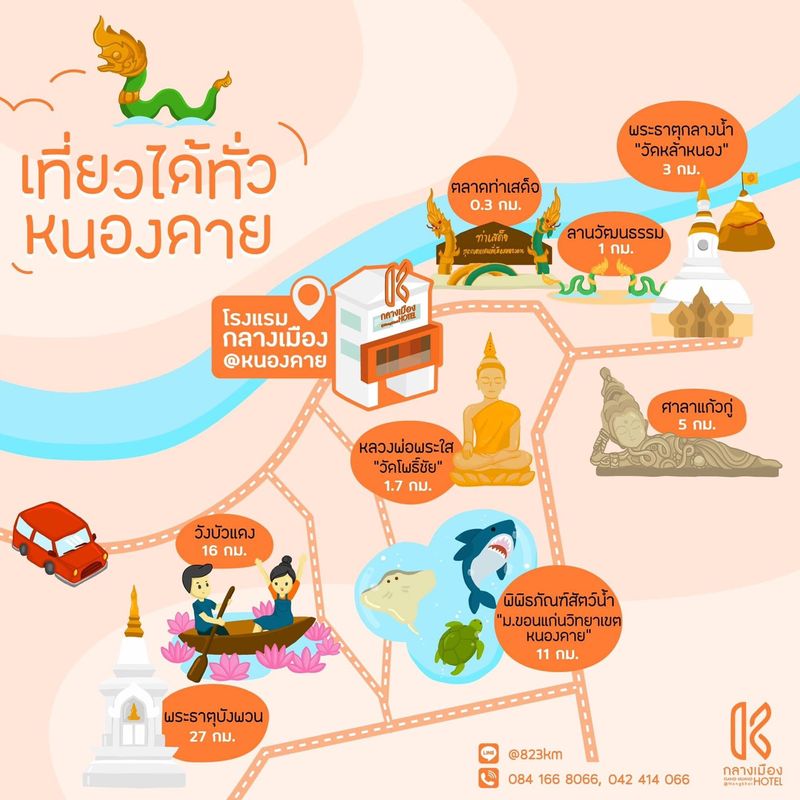 เที่ยวได้ทั่ว
หนองคาย
พระธาตุกลางน้ำ
"วัดหล้าหนอง"
3 กม.
ตลาดท่าเสด็จ
0.3 กม.
ท่าเสด็จ
ลานวัฒนธรรม
1 กม.
โรงแรม
กลางเมือง
@หนองคาย
กลางเมือง
HOTEL
ศาลาแก้วกู่
5 กม.
หลวงพ่อพระใส
"วัดโพธิ์ชัย"
1.7 กม.
วังบัวแดง
16 กม.
พิพิธภัณฑ์สัตว์น้ำ
"ม.ขอนแก่นวิทยาเขต
หนองคาย"
11 กม.
พระธาตุบังพวน
27 กม.
LINE @823km
084 166 8066, 042 414 066
กลางเมือง
KLANG MUANG
@Nongkhai HOTEL